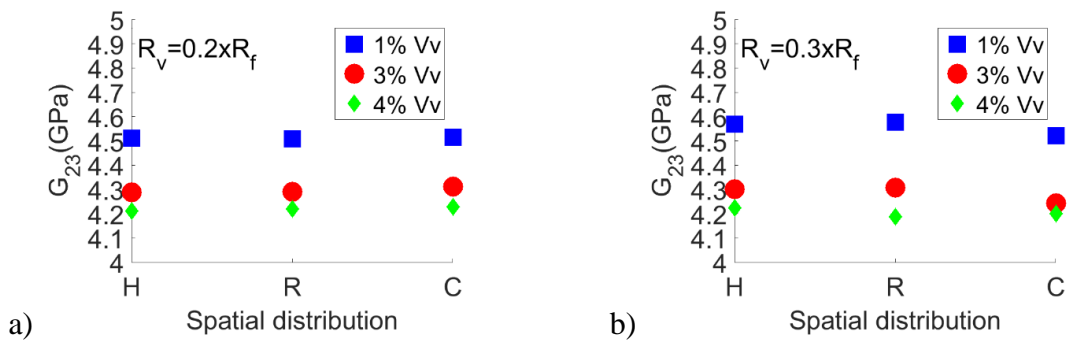 5
4.9
4.8
4.7
4.6
4.5
4.4
4.3
4.2
4.1
4
G23(GPa)
Rv=0.2xRf
1% Vv
3% Vv
4% Vv
H R C
Spatial distribution
a)
5
4.9
4.8
4.7
4.6
4.5
4.4
4.3
4.2
4.1
4
G23(GPa)
Rv=0.3xRf
1% Vv
3% Vv
4% Vv
H R C
Spatial distribution
b)